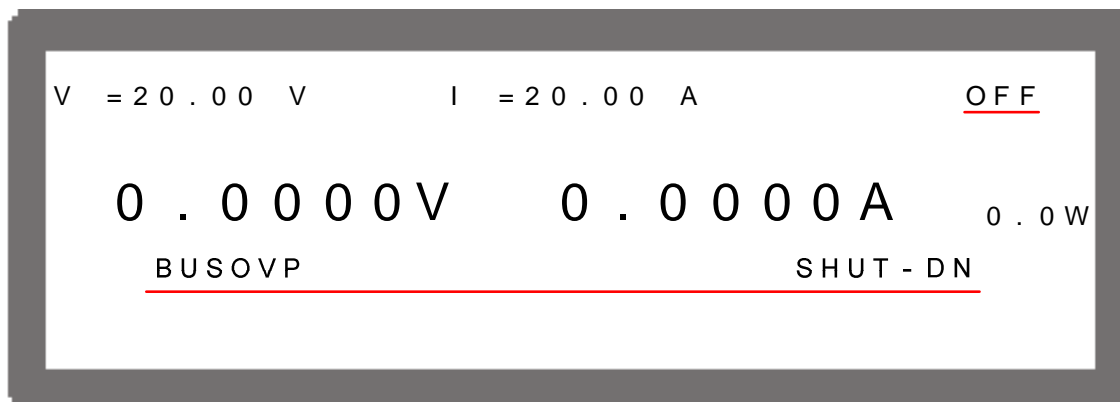 V =20.00 V I =20.00 A OFF
0.0000V 0.0000A 0.0W
BUSOVP SHUT-DN